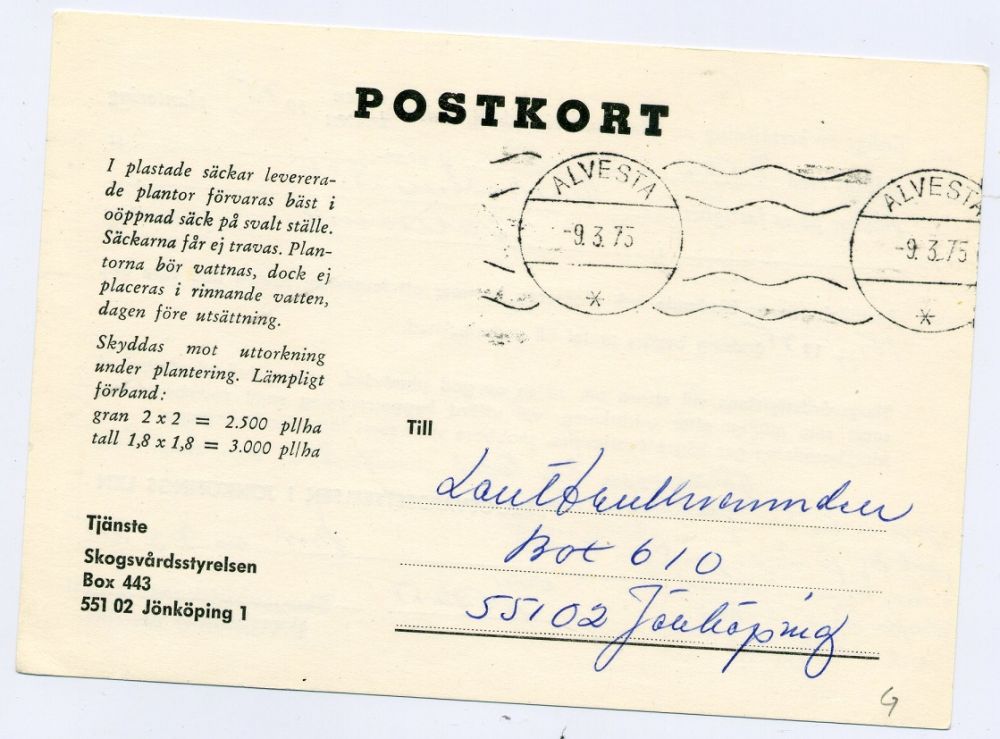 POSTKORT
I plastade säckar leverera-
de plantor förvaras bäst i
oöppnad säck på svalt ställe.
Säckarna får ej travas. Plan-
torna bör vattnas, dock ej
placeras i rinnande vatten,
dagen före utsättning.
Skyddas mot uttorkning
under plantering. Lämpligt
förband:
gran 2 x 2 = 2.500 pl/ha
tall 1,8 x 1,8 = 3.000 pl/ha
Tjänste
Skogsvårdsstyrelsen
Box 443
551 02 Jönköping 1
ALVESTA
-9.3.75
ALVESTA
-9.3.75
Till
Box 610
55102 Jönköping
G